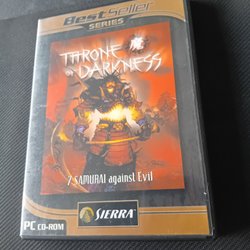 BestSeller
SERIES
THRONE
OF
DARKNESS
7 SAMURAI against Evil
PC CD-ROM
SIERRA